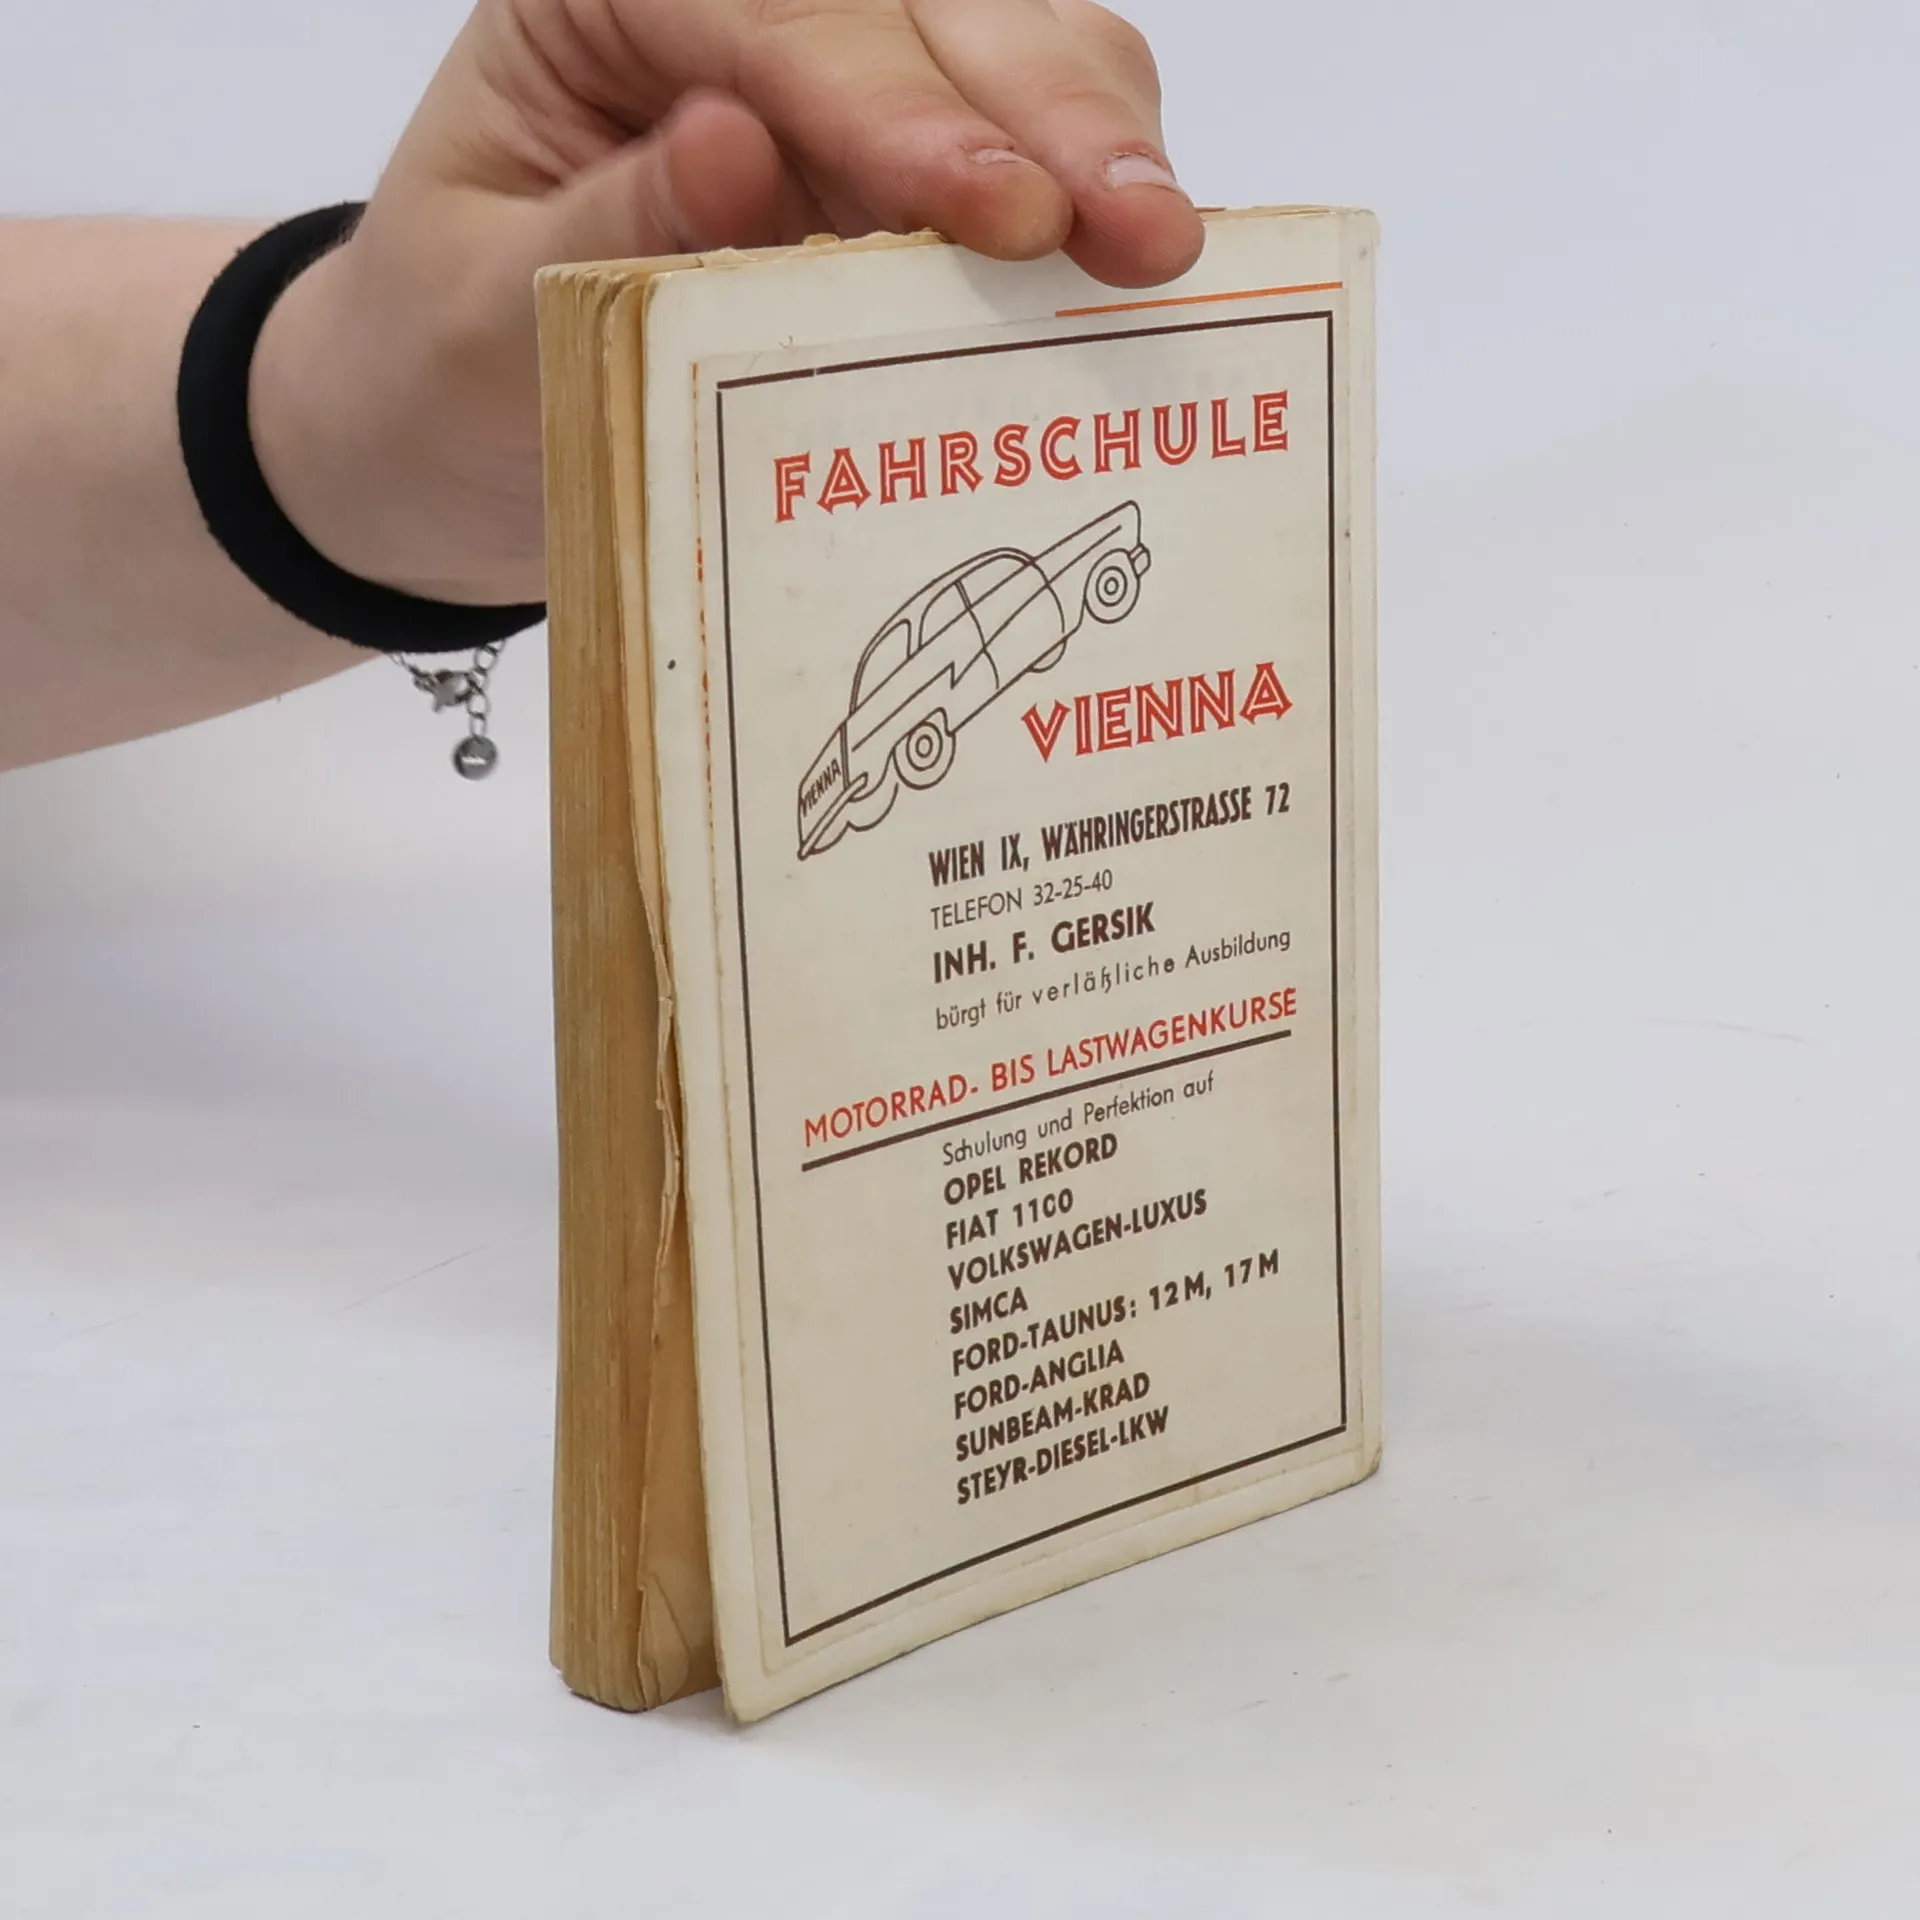 FAHRSCHULE
VIENNA
VIENNA
WIEN IX, WÄHRINGERSTRASSE 72
TELEFON 32-25-40
INH. F. GERSIK
bürgt für verläßliche Ausbildung
MOTORRAD- BIS LASTWAGENKURSE
Schulung und Perfektion auf
OPEL REKORD
FIAT 1100
VOLKSWAGEN-LUXUS
SIMCA
FORD-TAUNUS: 12 M, 17 M
FORD-ANGLIA
SUNBEAM-KRAD
STEYR-DIESEL-LKW